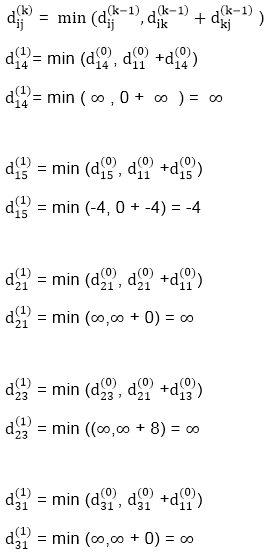 d_ij^(k) = min (d_ij^(k-1), d_ik^(k-1) + d_kj^(k-1) )
d_14^(1)= min (d_14^(0) , d_11^(0) +d_14^(0))
d_14^(1)= min ( ∞ , 0 + ∞ ) = ∞
d_15^(1) = min (d_15^(0), d_11^(0) +d_15^(0))
d_15^(1) = min (-4, 0 + -4) = -4
d_21^(1) = min (d_21^(0), d_21^(0) +d_11^(0))
d_21^(1) = min (∞,∞ + 0) = ∞
d_23^(1) = min (d_23^(0), d_21^(0) +d_13^(0))
d_23^(1) = min ((∞,∞ + 8) = ∞
d_31^(1) = min (d_31^(0), d_31^(0) +d_11^(0))
d_31^(1) = min (∞,∞ + 0) = ∞